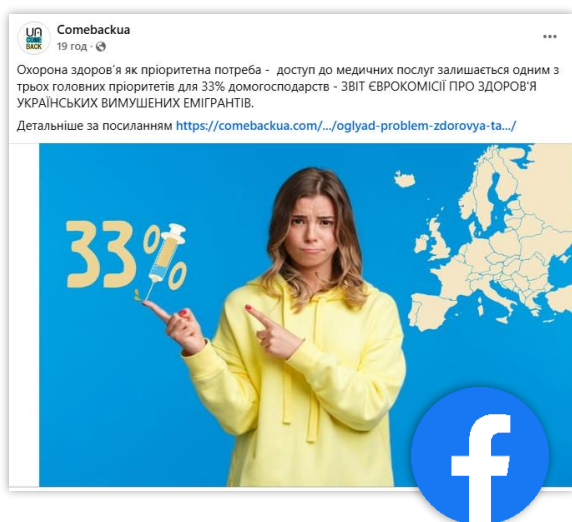 UA
COME
BACK
Comebackua
19 год ·
Охорона здоров'я як пріоритетна потреба - доступ до медичних послуг залишається одним з
трьох головних пріоритетів для 33% домогосподарств - ЗВІТ ЄВРОКОМІСІЇ ПРО ЗДОРОВ'Я
УКРАЇНСЬКИХ ВИМУШЕНИХ ЕМІГРАНТІВ.
Детальніше за посиланням https://comebackua.com/.../oglyad-problem-zdorovya-ta.../
33%